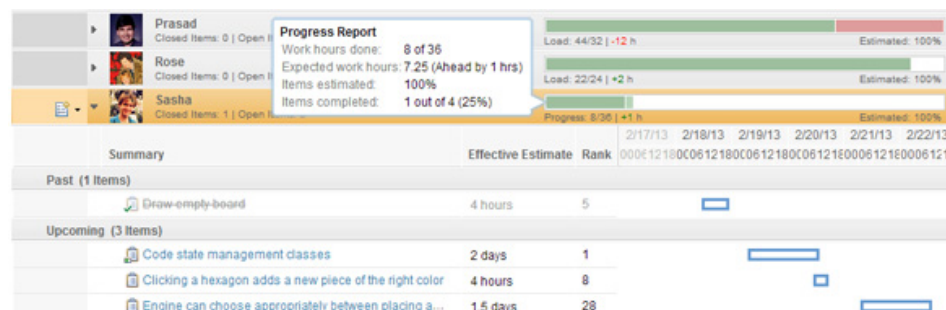 Prasad
Closed Items: 0 | Open It
Load: 44/32 | -12 h
Estimated: 100%
Progress Report
Work hours done: 8 of 36
Expected work hours: 7.25 (Ahead by 1 hrs)
Items estimated: 100%
Items completed: 1 out of 4 (25%)
Rose
Closed Items: 0 | Open It
Load: 22/24 | +2 h
Estimated: 100%
Sasha
Closed Items: 1 | Open
Progress: 8/36 | +1 h
Estimated: 100%
2/17/13 2/18/13 2/19/13 2/20/13 2/21/13 2/22/13
Summary Effective Estimate Rank
Past (1 Items)
Draw empty board 4 hours 5
Upcoming (3 Items)
Code state management classes 2 days 1
Clicking a hexagon adds a new piece of the right color 4 hours 8
Engine can choose appropriately between placing a... 1.5 days 28